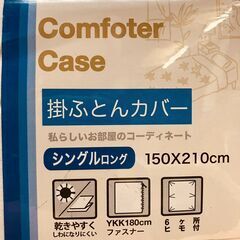 Comfoter
Case
掛ふとんカバー
私らしいお部屋のコーディネート
シングルロング 150X210cm
乾きやすく
しわになりにくい
YKK180cm
ファスナー
6ヶ所
ヒモ付